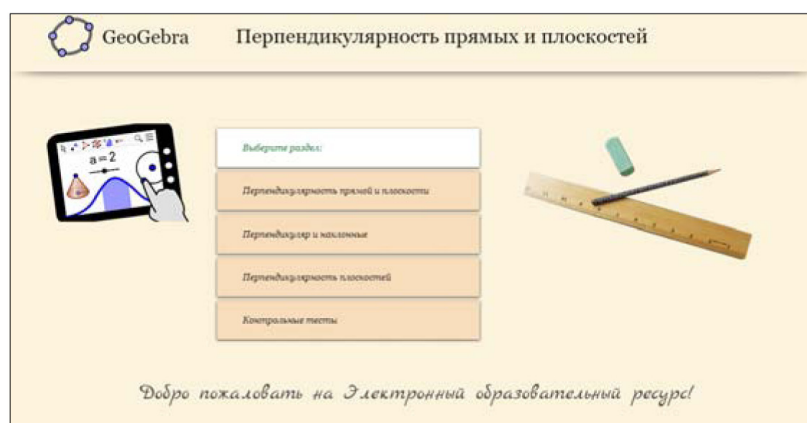 GeoGebra Перпендикулярность прямых и плоскостей
a = 2
Выберите раздел:
Перпендикулярность прямой и плоскости
Перпендикуляр и наклонные
Перпендикулярность плоскостей
Контрольные тесты
Добро пожаловать на Электронный образовательный ресурс!